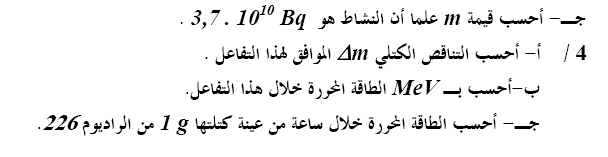 جـ- أحسب قيمة m علما أن النشاط هو 3,7 . 10¹⁰ Bq .
4 / أ- أحسب التناقص الكتلي Δm الموافق لهذا التفاعل .
ب-أحسب بـ MeV الطاقة المحررة خلال هذا التفاعل.
جـ- أحسب الطاقة المحررة خلال ساعة من عينة كتلتها 1 g من الراديوم 226.